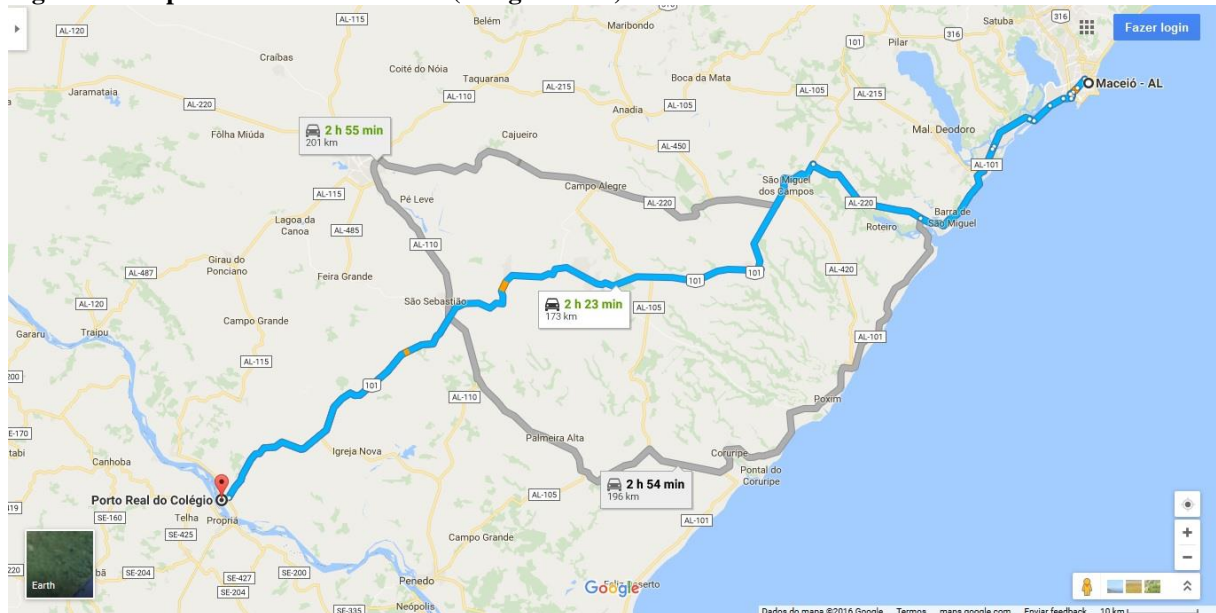 AL-115
AL-120
Belém
Maribondo
316
Satuba
316
Fazer login
Craíbas
Coité do Nóia
101
Pilar
316
Taquarana
Jaramataia
AL-110
AL-215
Boca da Mata
Maceió - AL
AL-220
Anadia
AL-105
AL-105
AL-215
Fôlha Miúda
2 h 55 min
201 km
Cajueiro
Mal. Deodoro
AL-450
AL-101
AL-115
Campo Alegre
São Miguel
dos Campos
Pé Leve
AL-220
AL-220
Barra de
São Miguel
Lagoa da
Canoa
AL-485
Roteiro
AL-110
Girau do
Ponciano
AL-487
Feira Grande
101
101
AL-420
AL-120
São Sebastião
2 h 23 min
173 km
AL-105
Traipu
Campo Grande
Gararu
AL-101
AL-115
101
AL-110
Poxim
Palmeira Alta
Igreja Nova
Coruripe
Canhoba
Pontal do
Coruripe
2 h 54 min
196 km
Porto Real do Colégio
AL-105
SE-160
Telha
Propriá
AL-101
SE-425
Campo Grande
SE-204
SE-204
SE-427
SE-200
Earth
Penedo
Google
Neópolis
SE-335
Dados do mapa ©2016 Google
Termos
maps.google.com
Enviar feedback
10 km